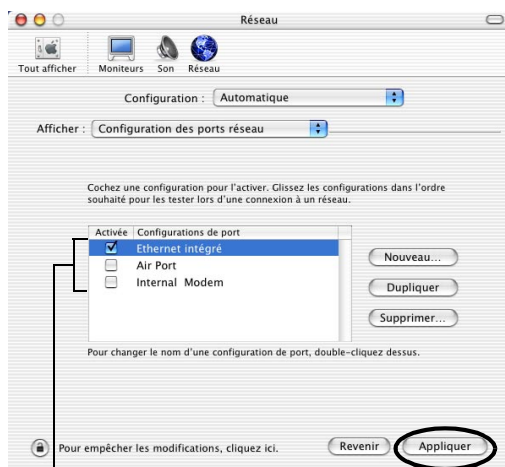 Réseau
Tout afficher Moniteurs Son Réseau
Configuration : Automatique
Afficher : Configuration des ports réseau
Cochez une configuration pour l'activer. Glissez les configurations dans l'ordre
souhaité pour les tester lors d'une connexion à un réseau.
Activée Configurations de port
Ethernet intégré
Air Port
Internal Modem
Nouveau...
Dupliquer
Supprimer...
Pour changer le nom d'une configuration de port, double-cliquez dessus.
Pour empêcher les modifications, cliquez ici. Revenir Appliquer